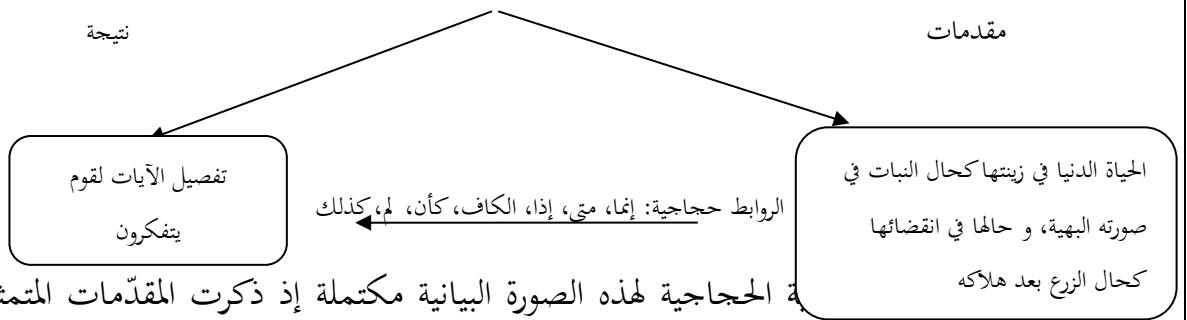 مقدمات
نتيجة
الحياة الدنيا في زينتها كحال النبات في
صورته البهية، و حالها في انقضائها
كحال الزرع بعد هلاكه
الروابط حجاجية: إنما، متى، إذا، الكاف، كأن، لم، كذلك
تفصيل الآيات لقوم
يتفكرون
الحجاجية لهذه الصورة البيانية مكتملة إذ ذكرت المقدّمات